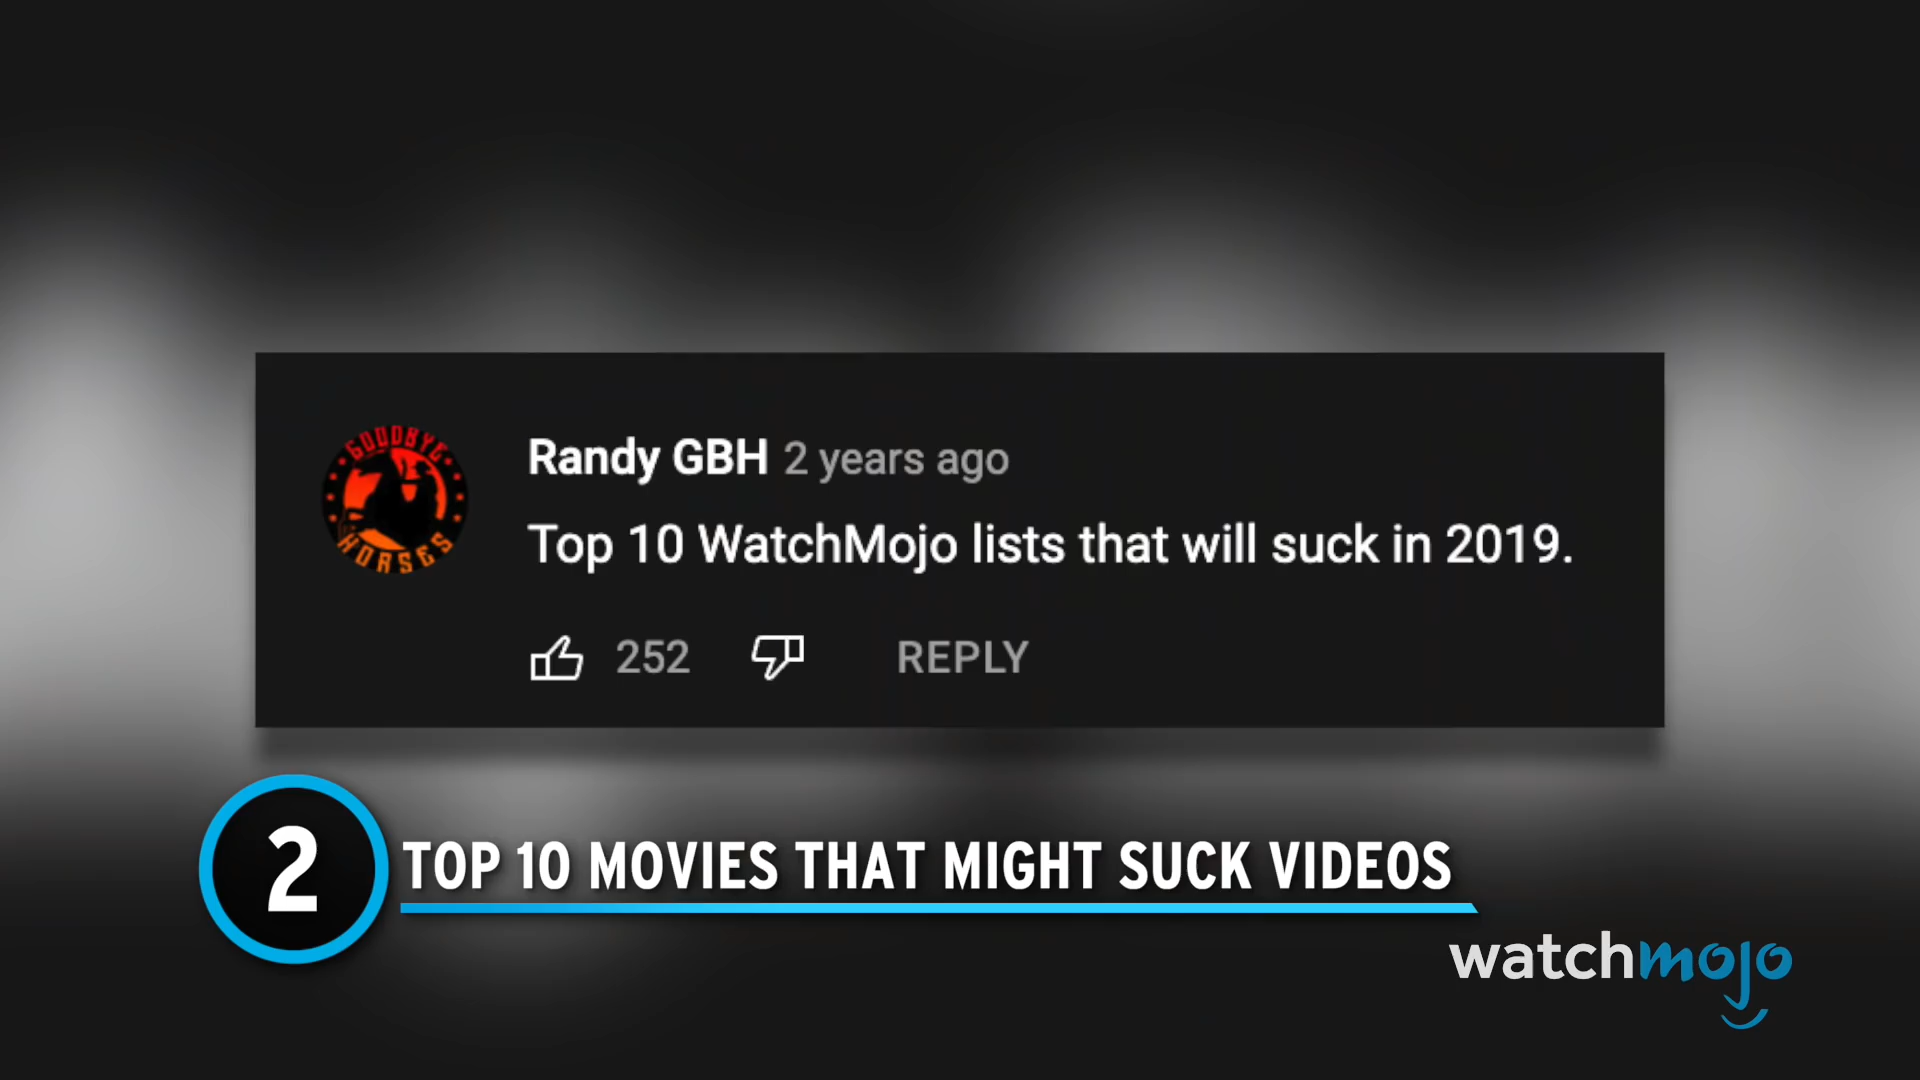 GOODBYE
HORSES
Randy GBH 2 years ago
Top 10 WatchMojo lists that will suck in 2019.
252 REPLY
2 TOP 10 MOVIES THAT MIGHT SUCK VIDEOS
watchmojo